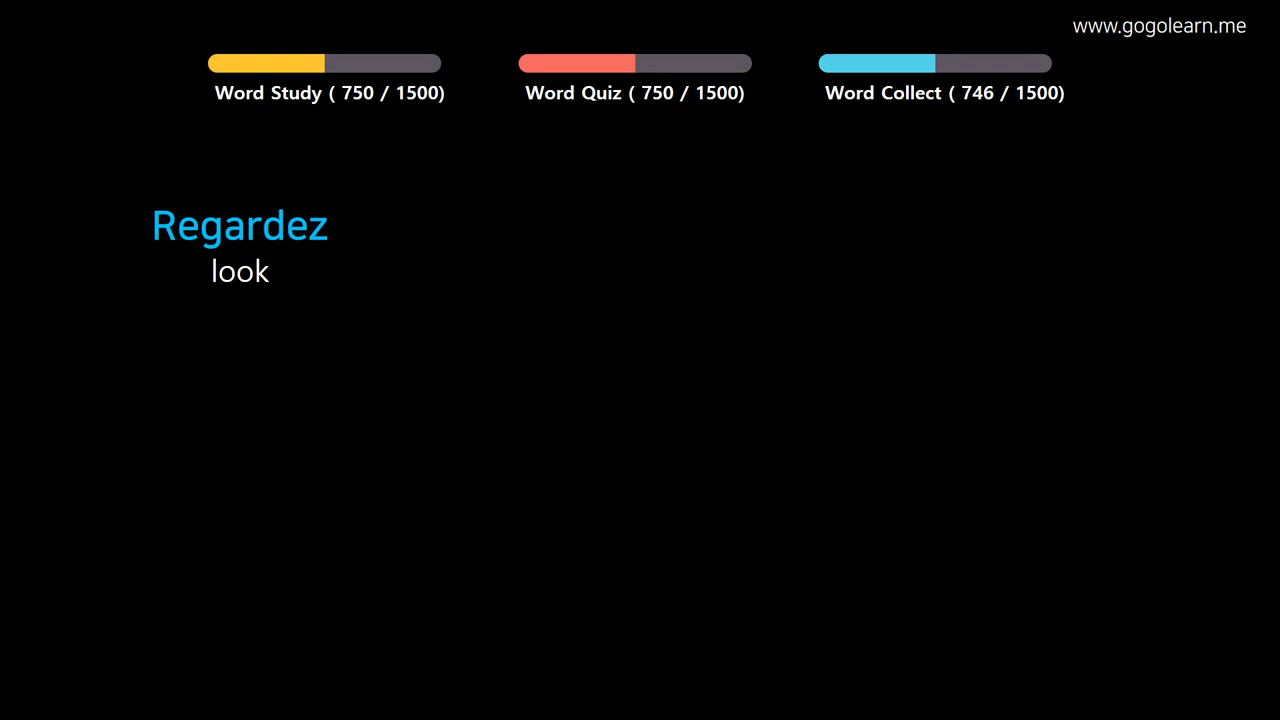 www.gogolearn.me
Word Study ( 750 / 1500)
Word Quiz ( 750 / 1500)
Word Collect ( 746 / 1500)
Regardez
look